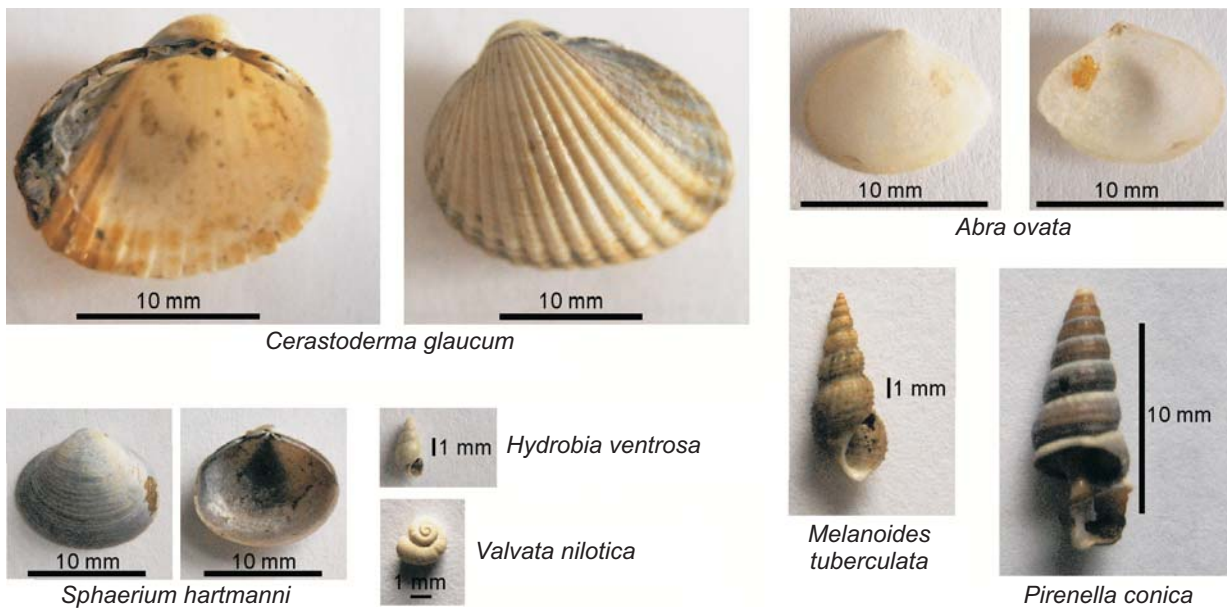 10 mm
10 mm
Cerastoderma glaucum
10 mm
10 mm
Abra ovata
10 mm
10 mm
Sphaerium hartmanni
1 mm
Hydrobia ventrosa
1 mm
Valvata nilotica
1 mm
Melanoides
tuberculata
10 mm
Pirenella conica